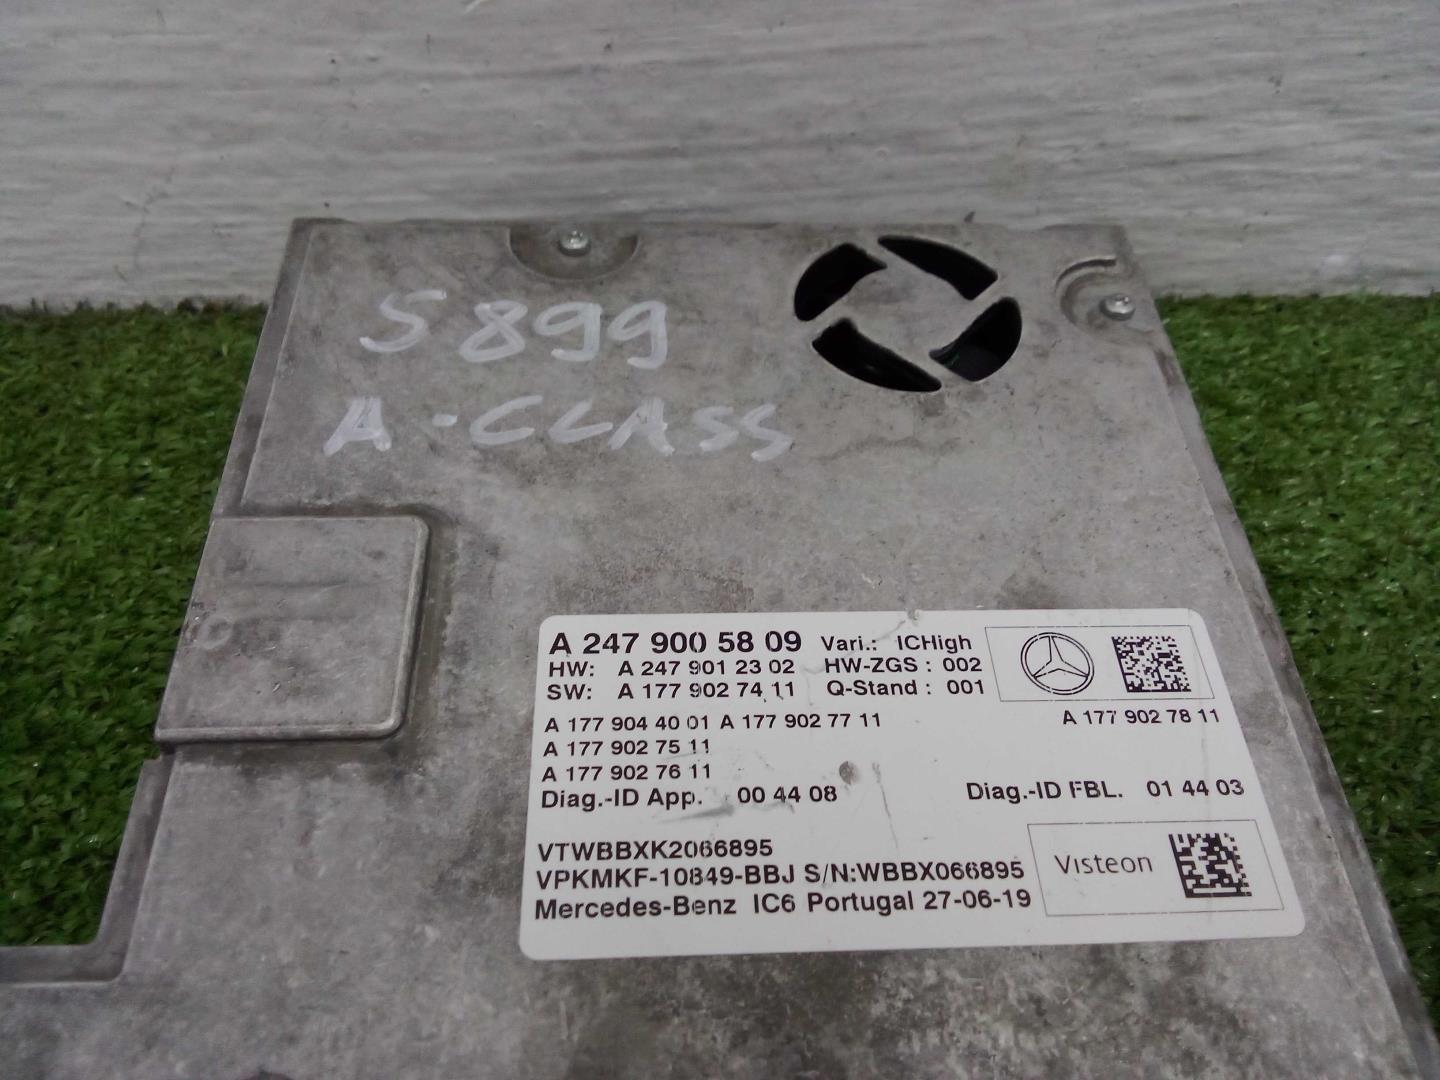 5899
A-CLASS
A 247 900 58 09 Vari.: ICHigh
HW: A 247 901 23 02 HW-ZGS : 002
SW: A 177 902 74 11 Q-Stand : 001
A 177 904 40 01 A 177 902 77 11 A 177 902 78 11
A 177 902 75 11
A 177 902 76 11
Diag.-ID App. 00 44 08 Diag.-ID FBL. 01 44 03
VTWBBXK2066895
VPKMKF-10849-BBJ S/N:WBBX066895 Visteon
Mercedes-Benz IC6 Portugal 27-06-19